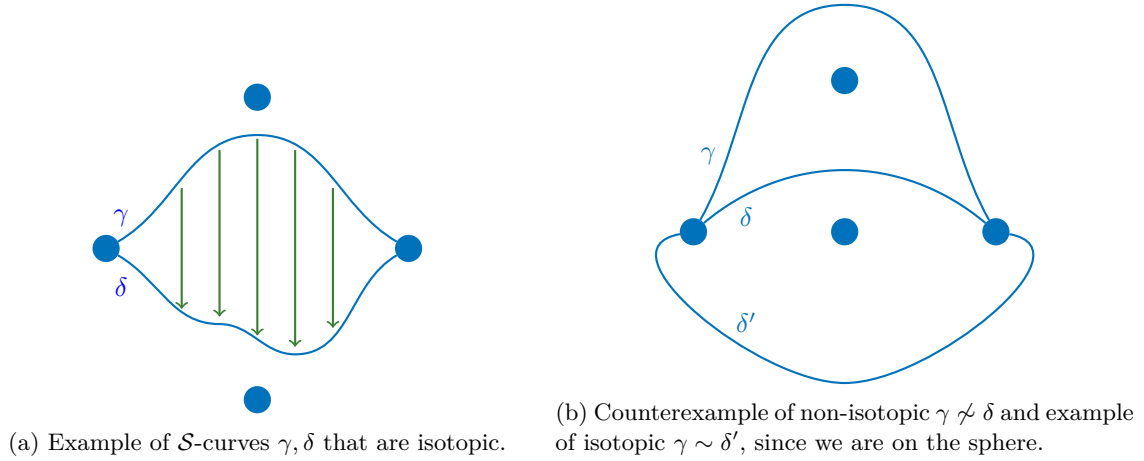 γ
δ
(a) Example of 𝒮-curves γ, δ that are isotopic.
γ
δ
δ′
(b) Counterexample of non-isotopic γ ≁ δ and example
of isotopic γ ∼ δ′, since we are on the sphere.